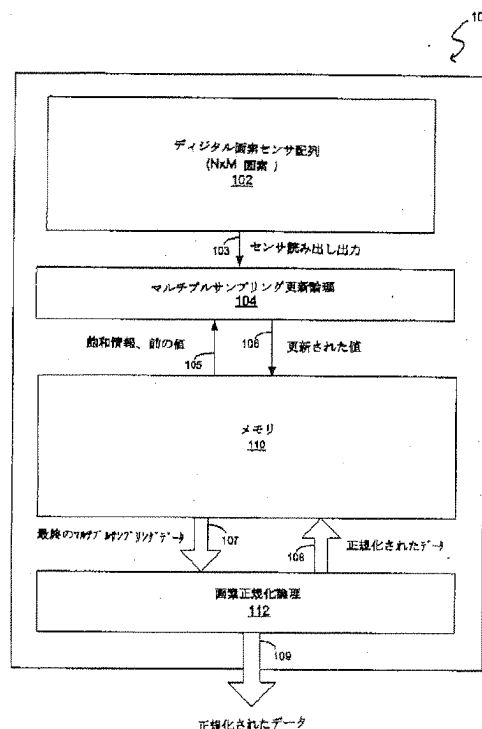 10
ディジタル画素センサ配列
(NxM 画素)
102
103
センサ読み出し出力
マルチプルサンプリング更新論理
104
飽和情報、前の値
105
106
更新された値
メモリ
110
最終のマルチプルサンプリングデータ
107
108
正規化されたデータ
画素正規化論理
112
109
正規化されたデータ